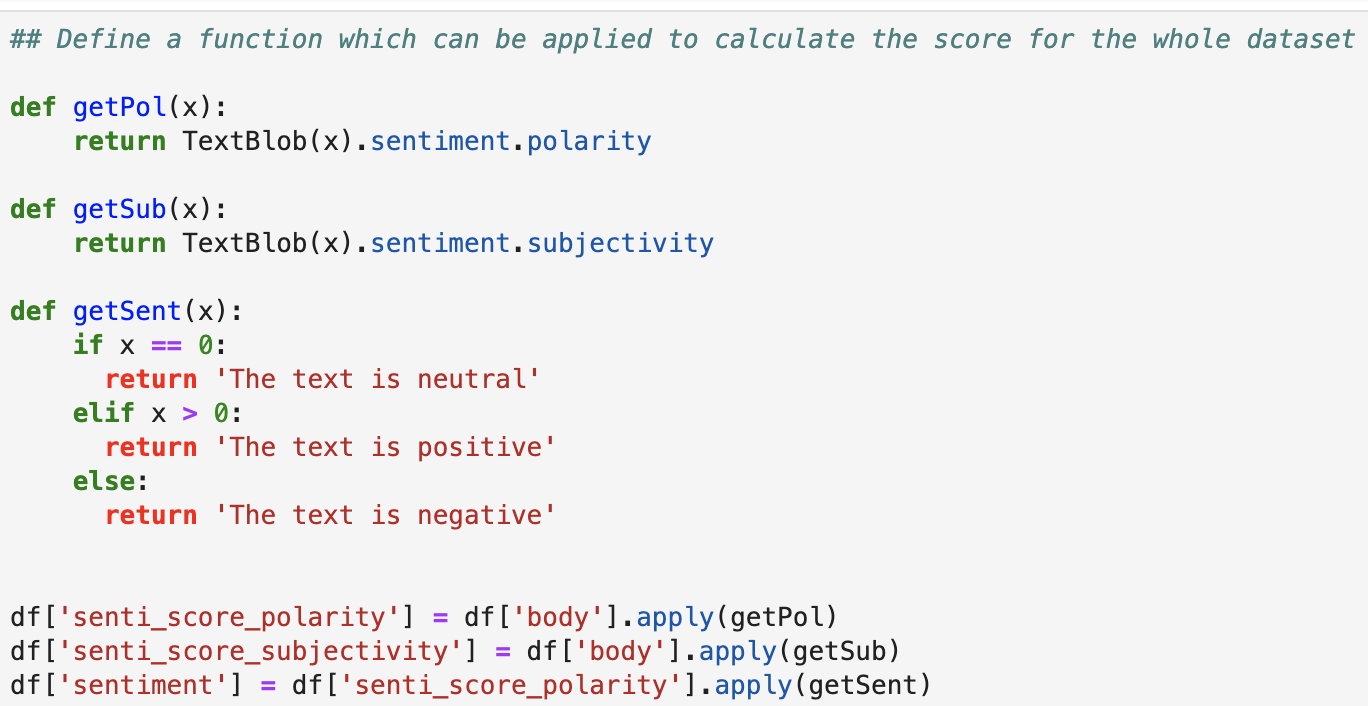 ## Define a function which can be applied to calculate the score for the whole dataset
def getPol(x):
    return TextBlob(x).sentiment.polarity
def getSub(x):
    return TextBlob(x).sentiment.subjectivity
def getSent(x):
    if x == 0:
      return 'The text is neutral'
    elif x > 0:
      return 'The text is positive'
    else:
      return 'The text is negative'
df['senti_score_polarity'] = df['body'].apply(getPol)
df['senti_score_subjectivity'] = df['body'].apply(getSub)
df['sentiment'] = df['senti_score_polarity'].apply(getSent)